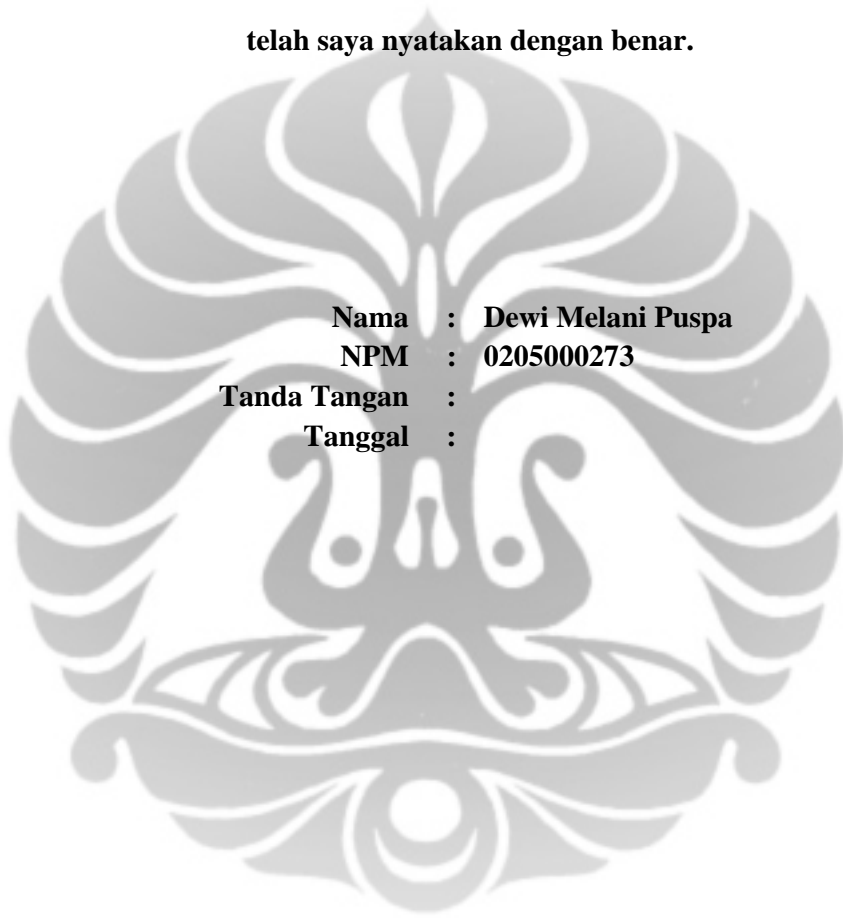 telah saya nyatakan dengan benar.
Nama : Dewi Melani Puspa
NPM : 0205000273
Tanda Tangan :
Tanggal :